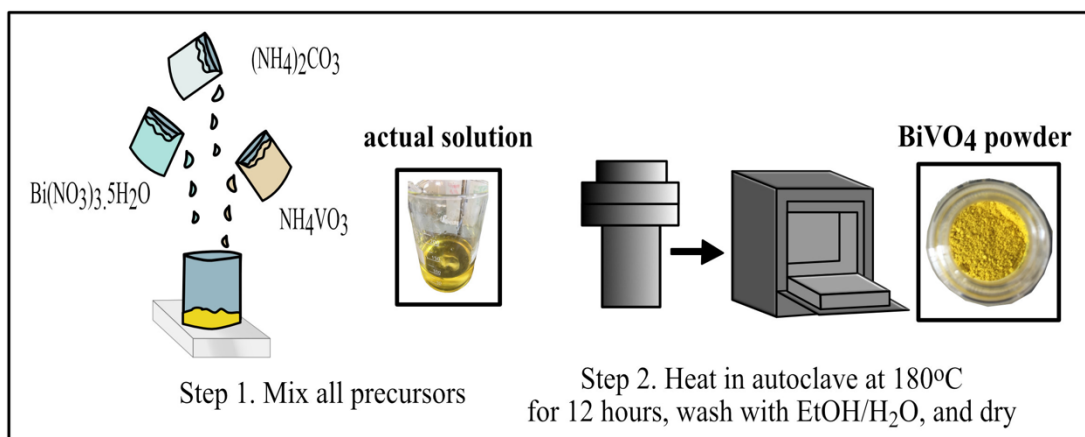 (NH4)2CO3
Bi(NO3)3.5H2O
NH4VO3
Step 1. Mix all precursors
actual solution
BiVO4 powder
Step 2. Heat in autoclave at 180ºC
for 12 hours, wash with EtOH/H₂O, and dry